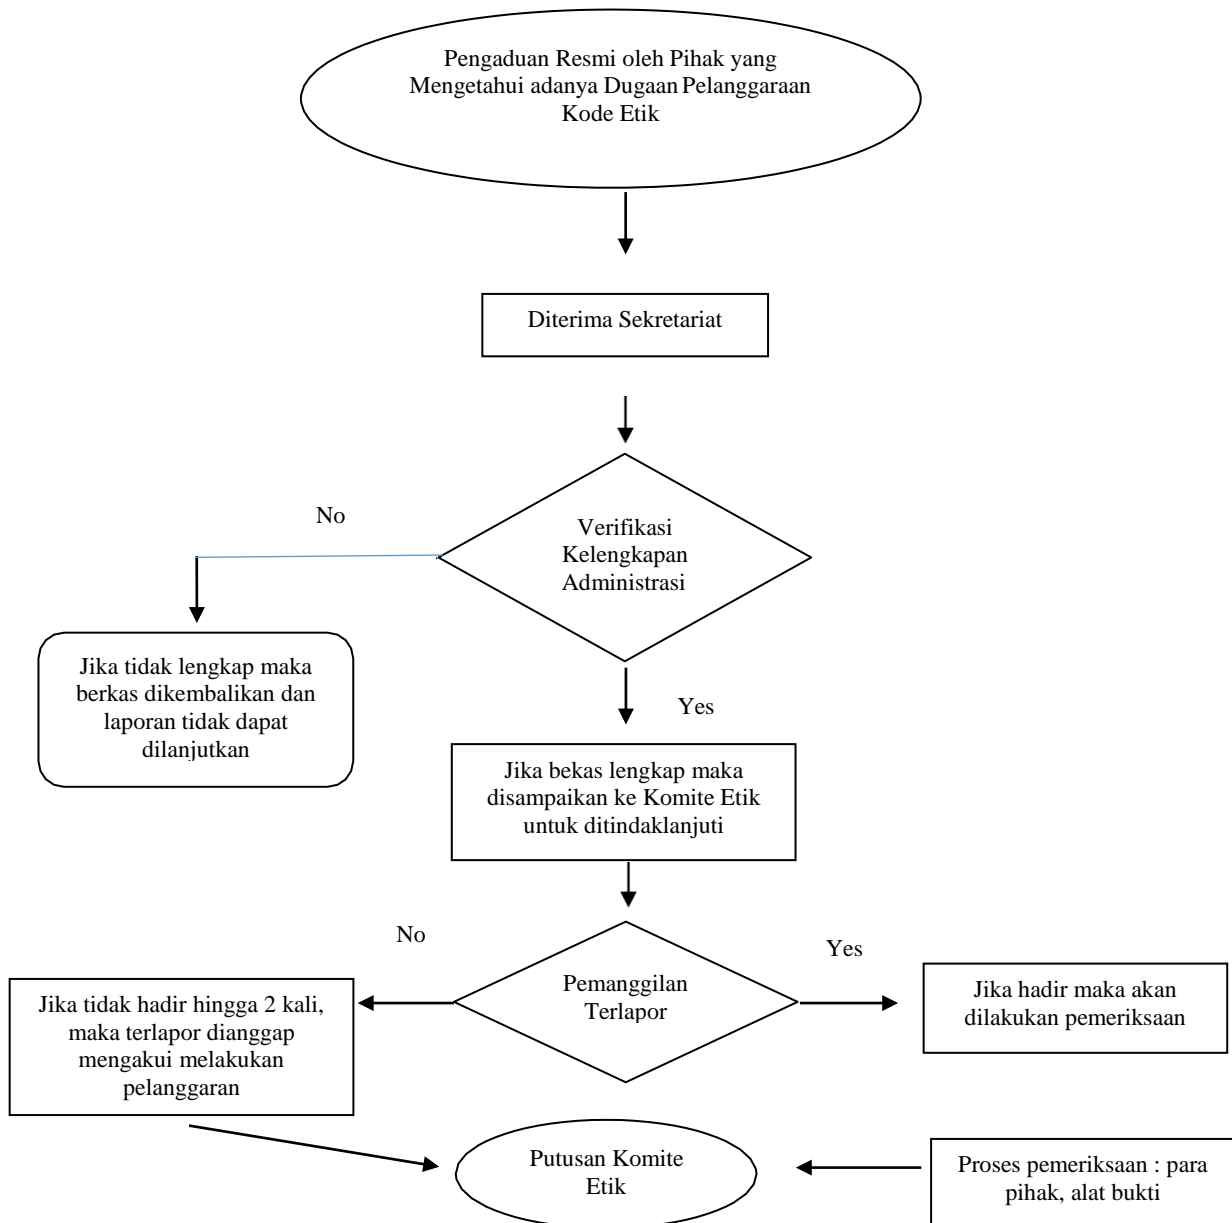 Pengaduan Resmi oleh Pihak yang
Mengetahui adanya Dugaan Pelanggaraan
Kode Etik
Diterima Sekretariat
No
Verifikasi
Kelengkapan
Administrasi
Jika tidak lengkap maka
berkas dikembalikan dan
laporan tidak dapat
dilanjutkan
Yes
Jika bekas lengkap maka
disampaikan ke Komite Etik
untuk ditindaklanjuti
No
Yes
Pemanggilan
Terlapor
Jika tidak hadir hingga 2 kali,
maka terlapor dianggap
mengakui melakukan
pelanggaran
Jika hadir maka akan
dilakukan pemeriksaan
Putusan Komite
Etik
Proses pemeriksaan : para
pihak, alat bukti